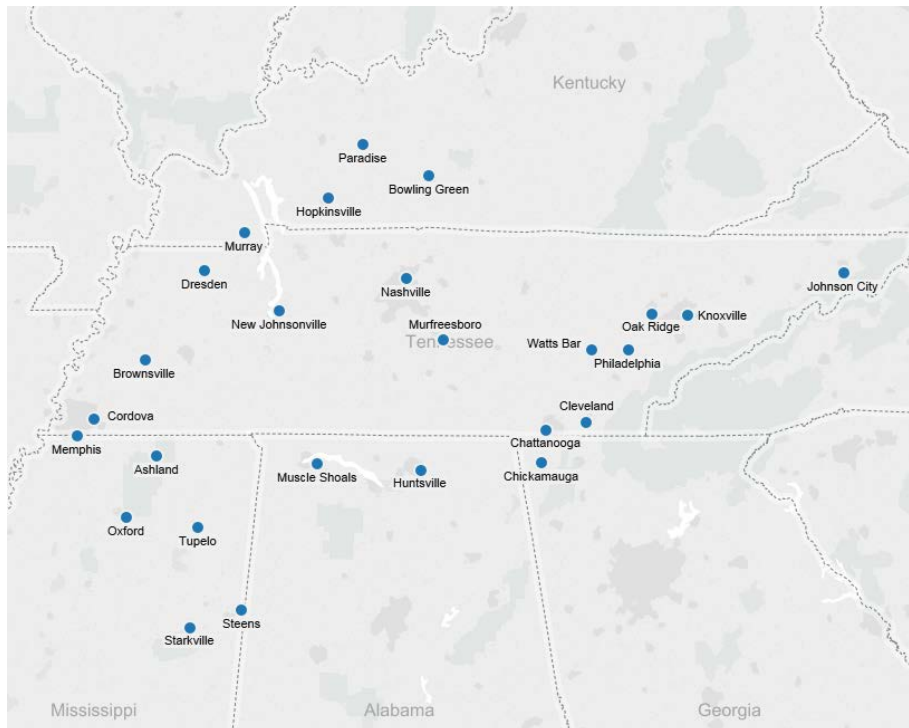 Kentucky
Paradise
Bowling Green
Hopkinsville
Murray
Dresden
Nashville
Johnson City
New Johnsonville
Murfreesboro
Tennessee
Oak Ridge
Knoxville
Watts Bar
Philadelphia
Brownsville
Cordova
Cleveland
Memphis
Chattanooga
Ashland
Muscle Shoals
Huntsville
Chickamauga
Oxford
Tupelo
Steens
Starkville
Mississippi
Alabama
Georgia